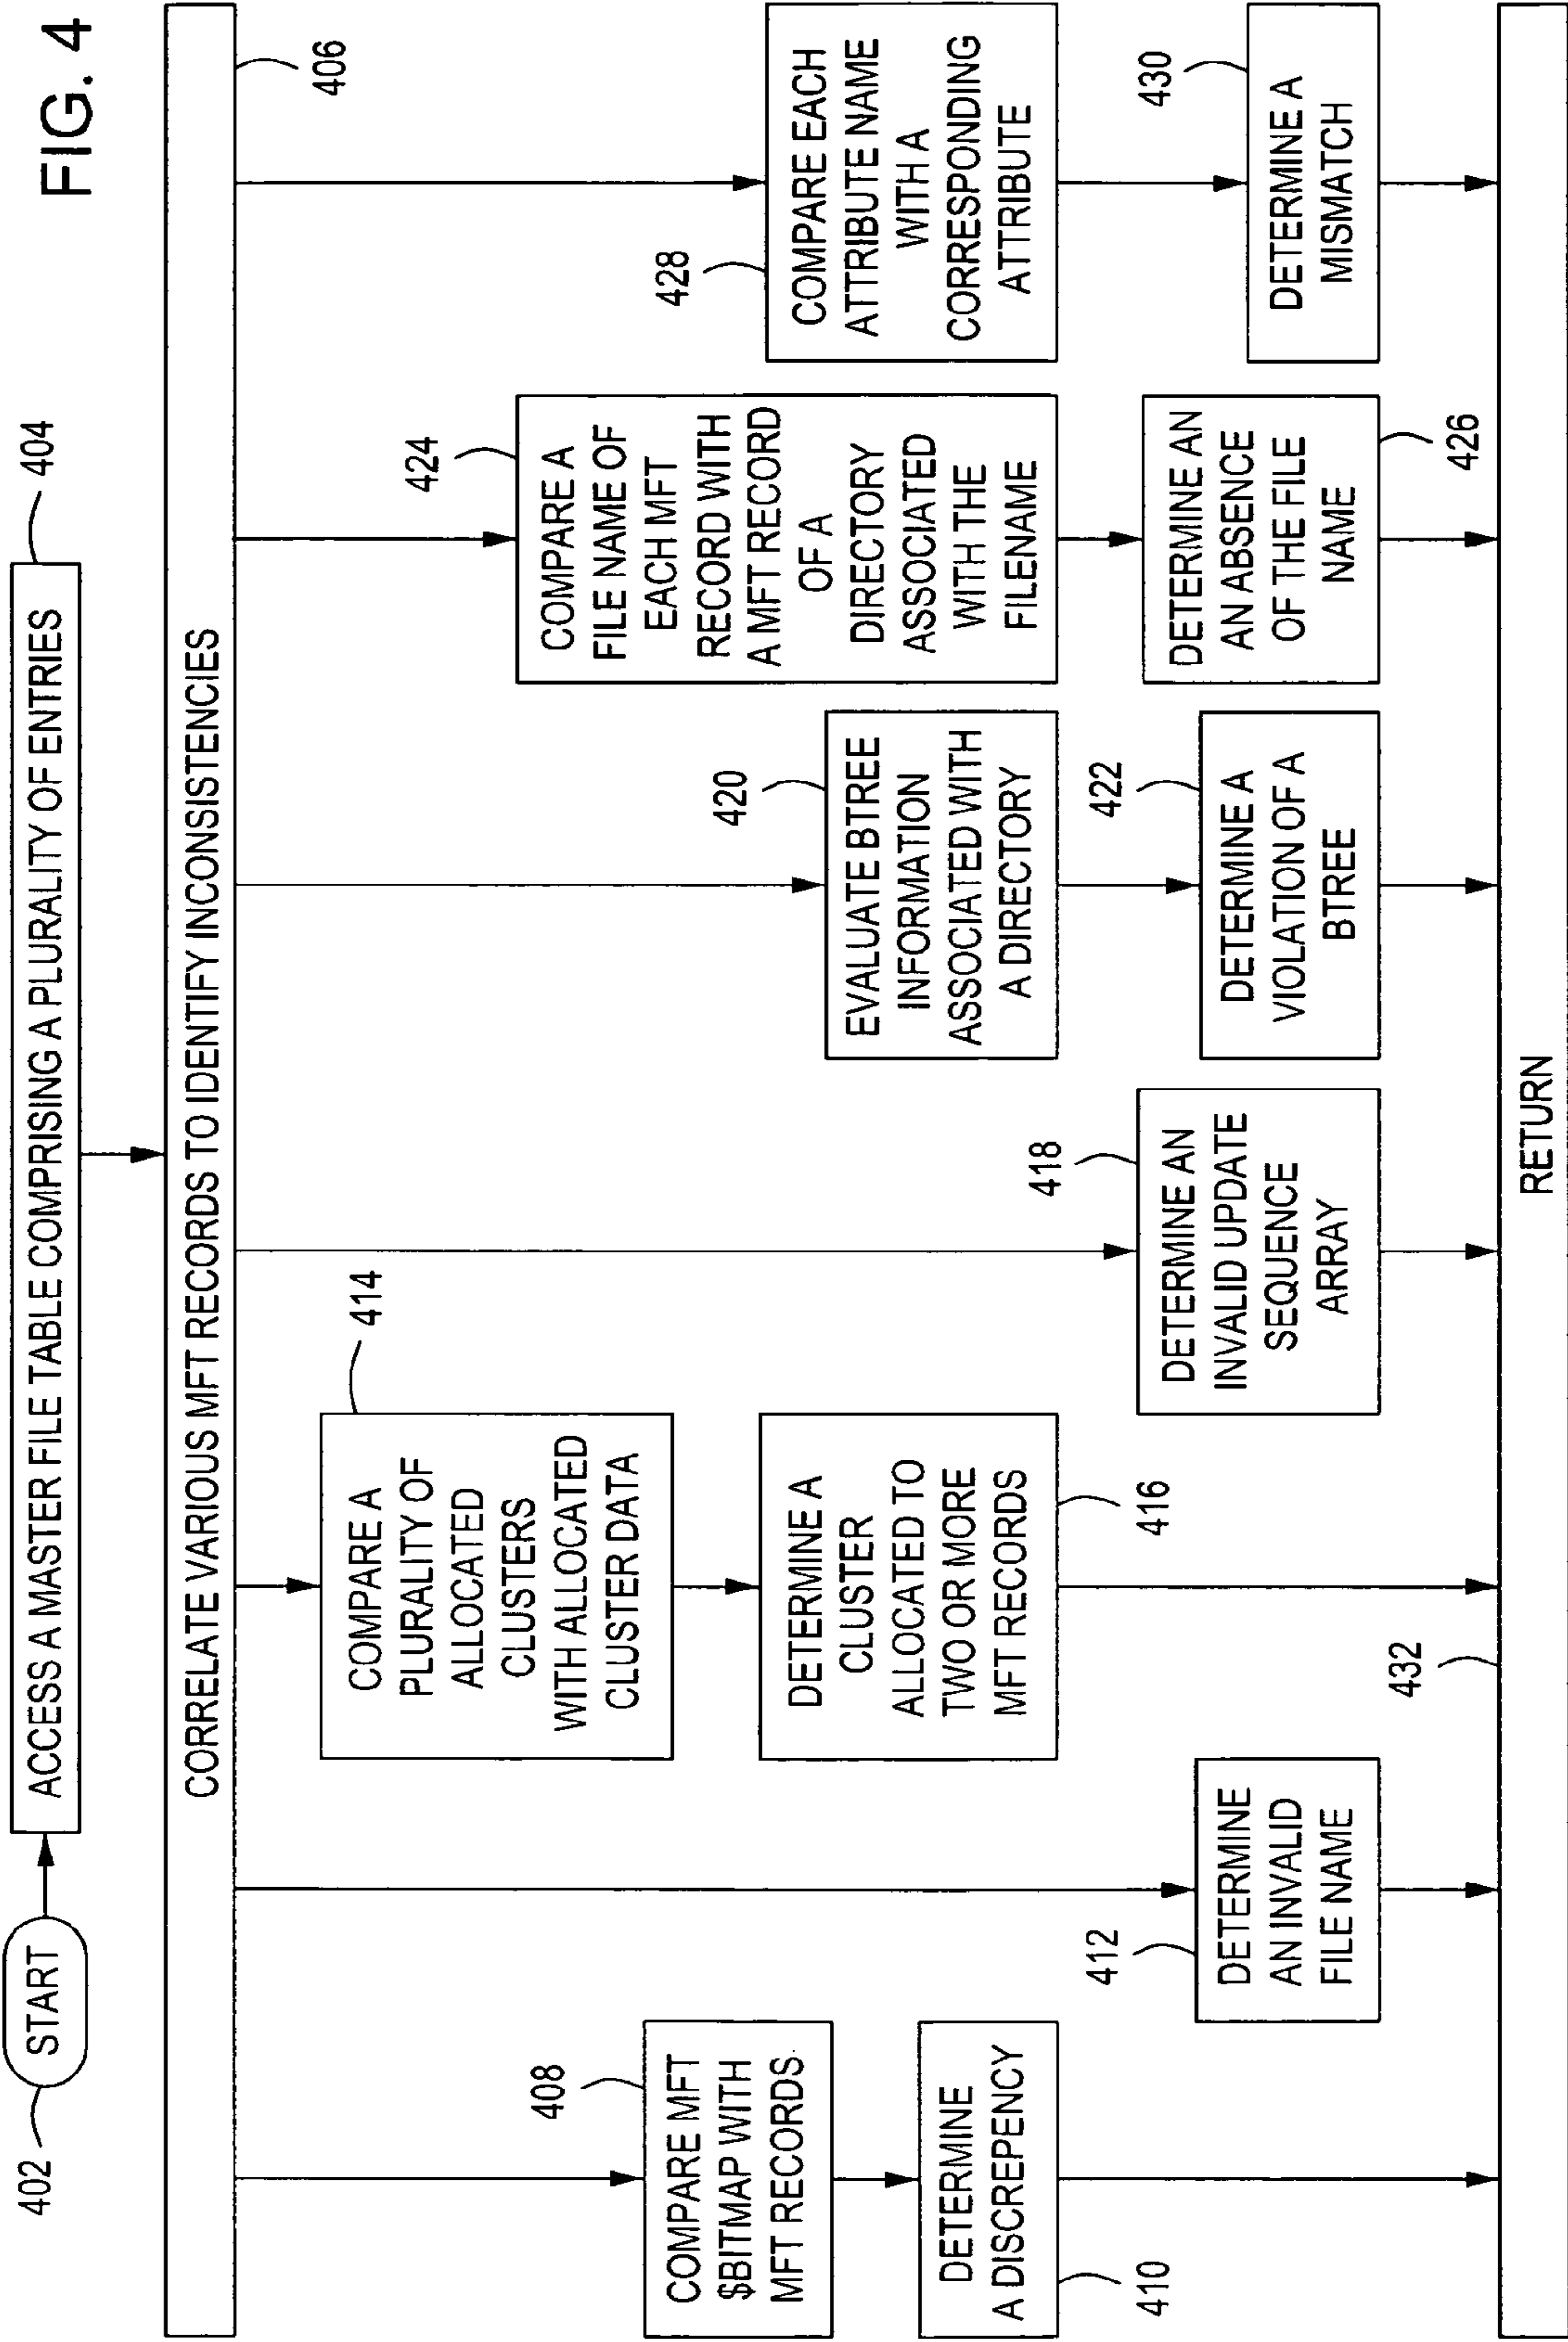 FIG. 4
402
START
ACCESS A MASTER FILE TABLE COMPRISING A PLURALITY OF ENTRIES
404
CORRELATE VARIOUS MFT RECORDS TO IDENTIFY INCONSISTENCIES
406
408
COMPARE MFT
$BITMAP WITH
MFT RECORDS
DETERMINE
A DISCREPENCY
410
412
DETERMINE
AN INVALID
FILE NAME
414
COMPARE A
PLURALITY OF
ALLOCATED
CLUSTERS
WITH ALLOCATED
CLUSTER DATA
DETERMINE A
CLUSTER
ALLOCATED TO
TWO OR MORE
MFT RECORDS
416
418
DETERMINE AN
INVALID UPDATE
SEQUENCE
ARRAY
420
EVALUATE BTREE
INFORMATION
ASSOCIATED WITH
A DIRECTORY
422
DETERMINE A
VIOLATION OF A
BTREE
424
COMPARE A
FILE NAME OF
EACH MFT
RECORD WITH
A MFT RECORD
OF A
DIRECTORY
ASSOCIATED
WITH THE
FILENAME
DETERMINE AN
AN ABSENCE
OF THE FILE
NAME
426
428
COMPARE EACH
ATTRIBUTE NAME
WITH A
CORRESPONDING
ATTRIBUTE
430
DETERMINE A
MISMATCH
432
RETURN